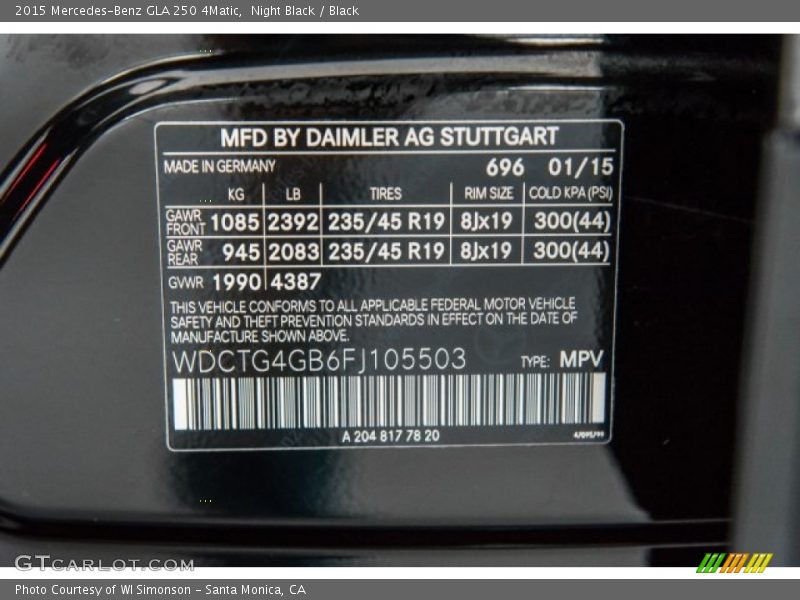 2015 Mercedes-Benz GLA 250 4Matic, Night Black / Black
MFD BY DAIMLER AG STUTTGART
MADE IN GERMANY 696 01/15
KG LB TIRES RIM SIZE COLD KPA (PSI)
GAWR FRONT 1085 2392 235/45 R19 8Jx19 300(44)
GAWR REAR 945 2083 235/45 R19 8Jx19 300(44)
GVWR 1990 4387
THIS VEHICLE CONFORMS TO ALL APPLICABLE FEDERAL MOTOR VEHICLE
SAFETY AND THEFT PREVENTION STANDARDS IN EFFECT ON THE DATE OF
MANUFACTURE SHOWN ABOVE.
WDCTG4GB6FJ105503 TYPE: MPV
A 204 817 78 20
GTCARLOT.COM
Photo Courtesy of WI Simonson - Santa Monica, CA